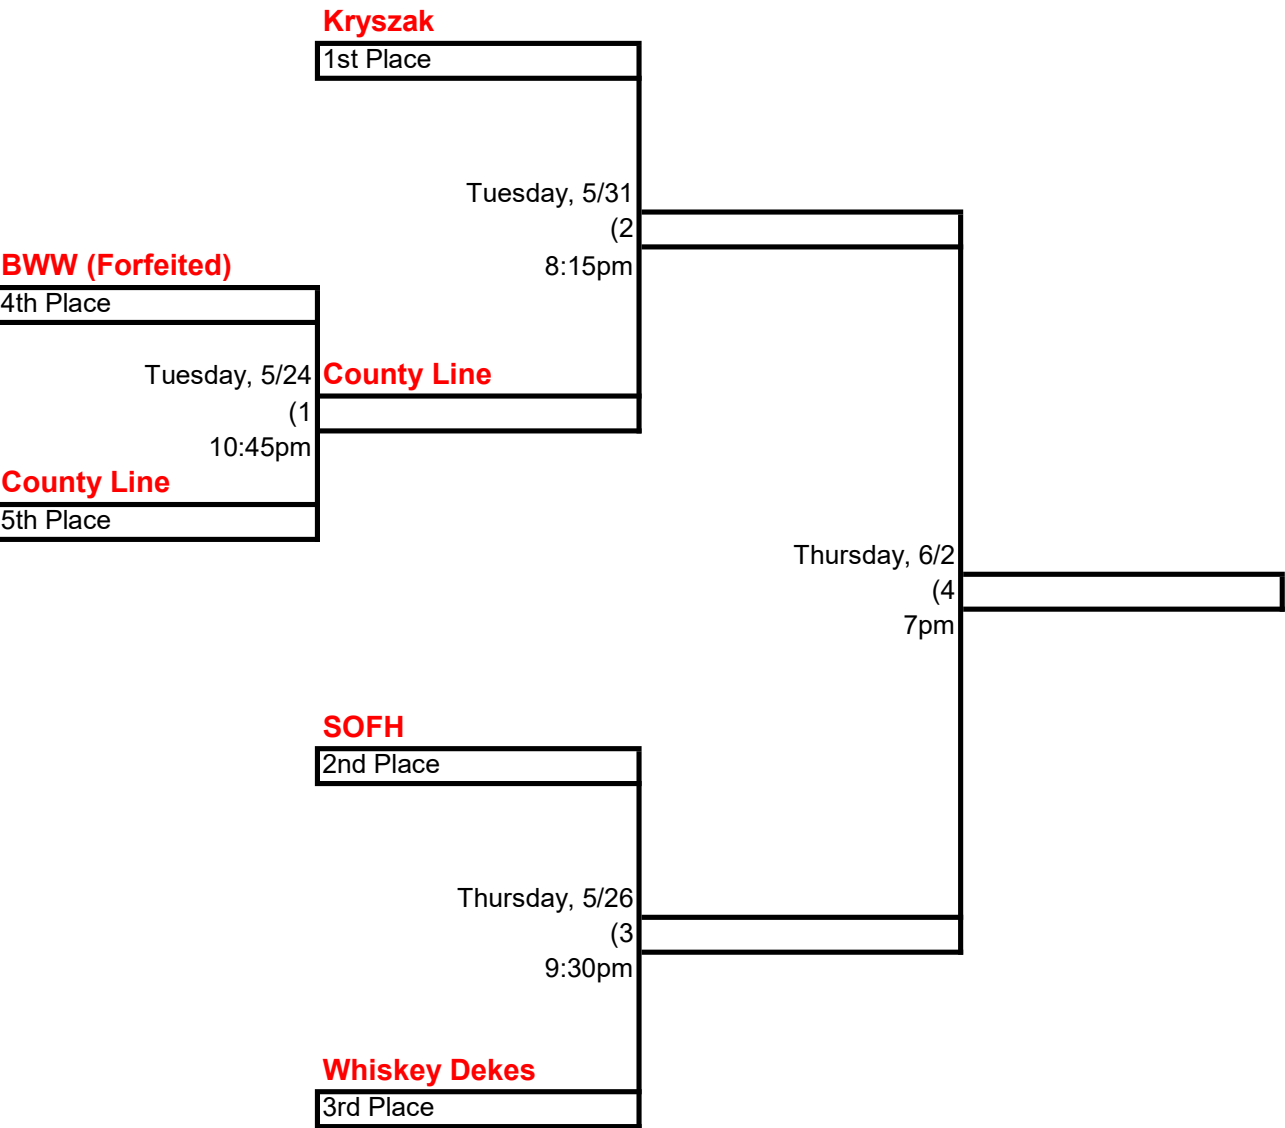 Kryszak
1st Place
Tuesday, 5/31
(2
8:15pm
BWW (Forfeited)
4th Place
Tuesday, 5/24
(1
10:45pm
County Line
County Line
5th Place
Thursday, 6/2
(4
7pm
SOFH
2nd Place
Thursday, 5/26
(3
9:30pm
Whiskey Dekes
3rd Place